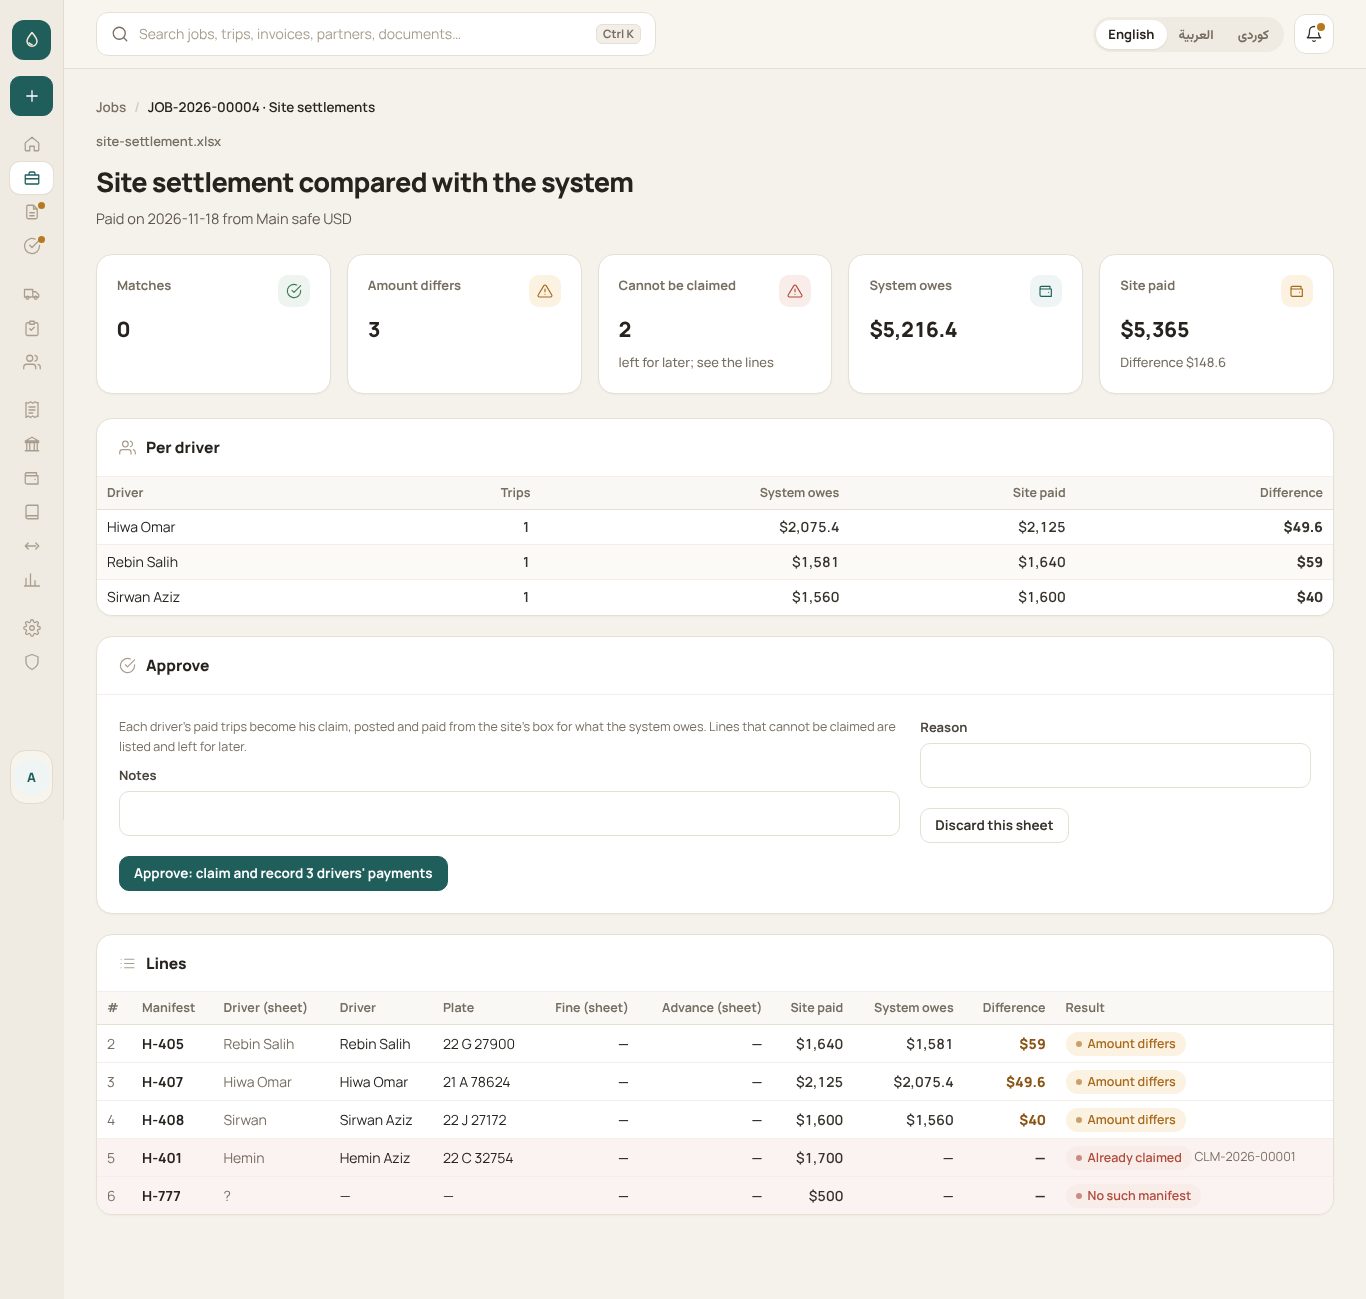 Search jobs, trips, invoices, partners, documents...
Ctrl K
English
العربية
كوردی
Jobs / JOB-2026-00004 · Site settlements
site-settlement.xlsx
Site settlement compared with the system
Paid on 2026-11-18 from Main safe USD
Matches
0
Amount differs
3
Cannot be claimed
2
left for later; see the lines
System owes
$5,216.4
Site paid
$5,365
Difference $148.6
Per driver
Driver Trips System owes Site paid Difference
Hiwa Omar 1 $2,075.4 $2,125 $49.6
Rebin Salih 1 $1,581 $1,640 $59
Sirwan Aziz 1 $1,560 $1,600 $40
Approve
Each driver's paid trips become his claim, posted and paid from the site's box for what the system owes. Lines that cannot be claimed are
listed and left for later.
Notes
Approve: claim and record 3 drivers' payments
Reason
Discard this sheet
A
Lines
# Manifest Driver (sheet) Driver Plate Fine (sheet) Advance (sheet) Site paid System owes Difference Result
2 H-405 Rebin Salih Rebin Salih 22 G 27900 — — $1,640 $1,581 $59 Amount differs
3 H-407 Hiwa Omar Hiwa Omar 21 A 78624 — — $2,125 $2,075.4 $49.6 Amount differs
4 H-408 Sirwan Sirwan Aziz 22 J 27172 — — $1,600 $1,560 $40 Amount differs
5 H-401 Hemin Hemin Aziz 22 C 32754 — — $1,700 — — Already claimed CLM-2026-00001
6 H-777 ? — — — — $500 — — No such manifest